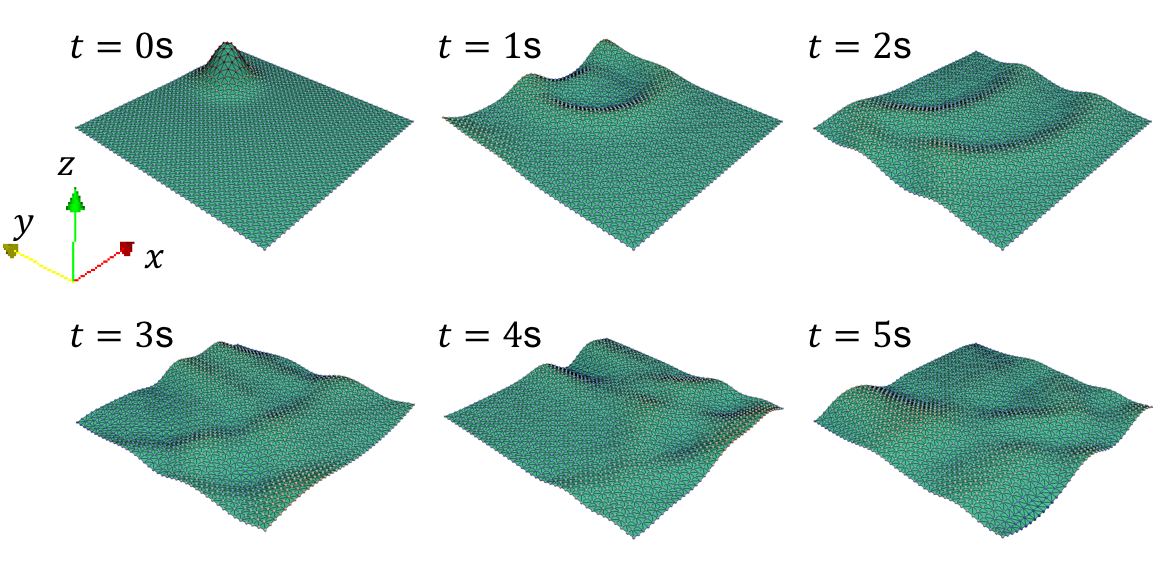 t = 0s
t = 1s
t = 2s
z
y
x
t = 3s
t = 4s
t = 5s